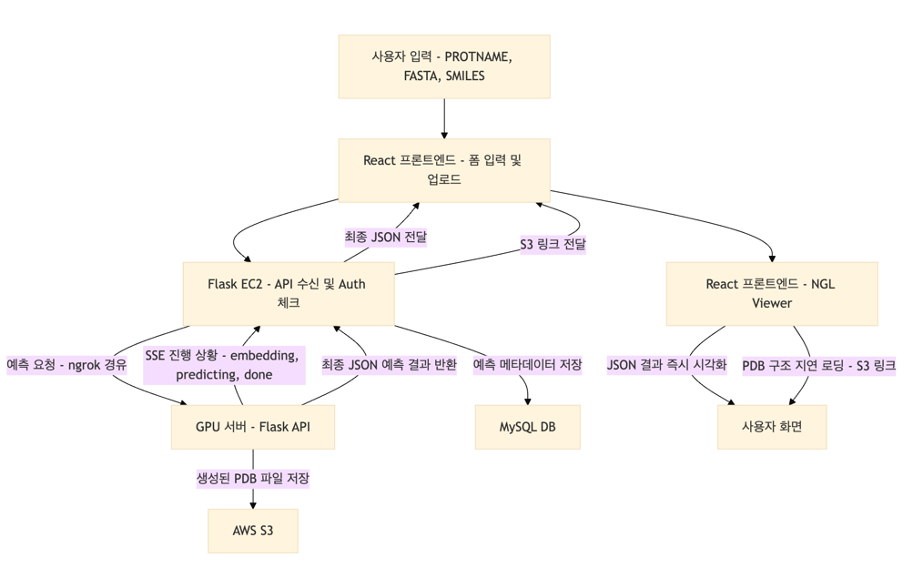 사용자 입력 - PROTNAME,
FASTA, SMILES
React 프론트엔드 - 폼 입력 및
업로드
최종 JSON 전달
S3 링크 전달
Flask EC2 - API 수신 및 Auth
체크
React 프론트엔드 - NGL
Viewer
예측 요청 - ngrok 경유
SSE 진행 상황 - embedding,
predicting, done
최종 JSON 예측 결과 반환
예측 메타데이터 저장
JSON 결과 즉시 시각화
PDB 구조 지연 로딩 - S3 링크
GPU 서버 - Flask API
MySQL DB
사용자 화면
생성된 PDB 파일 저장
AWS S3